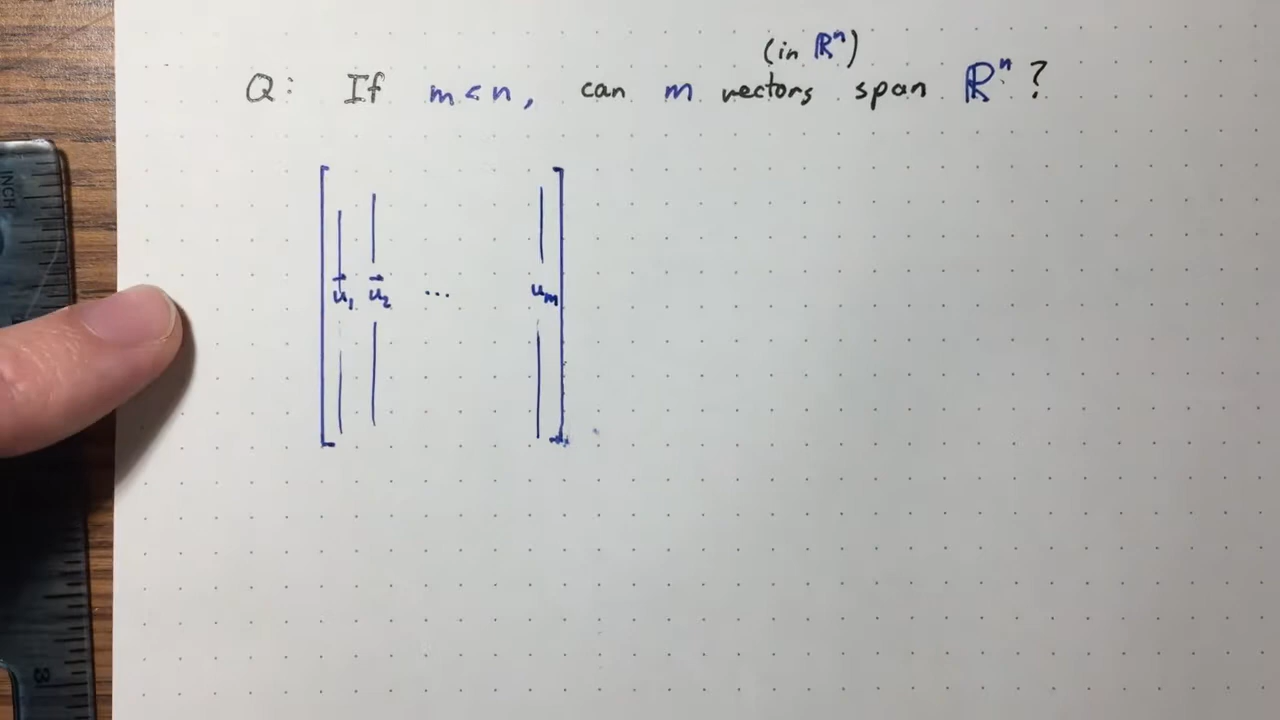 (in ℝⁿ)
Q: If m<n, can m vectors span ℝⁿ?
u⃗₁ u⃗₂ ... uₘ
INCH
3